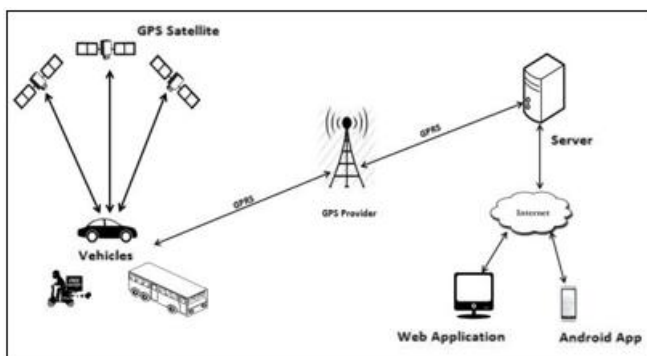 GPS Satellite
GPRS
Server
GPRS
GPS Provider
Internet
Vehicles
Web Application
Android App